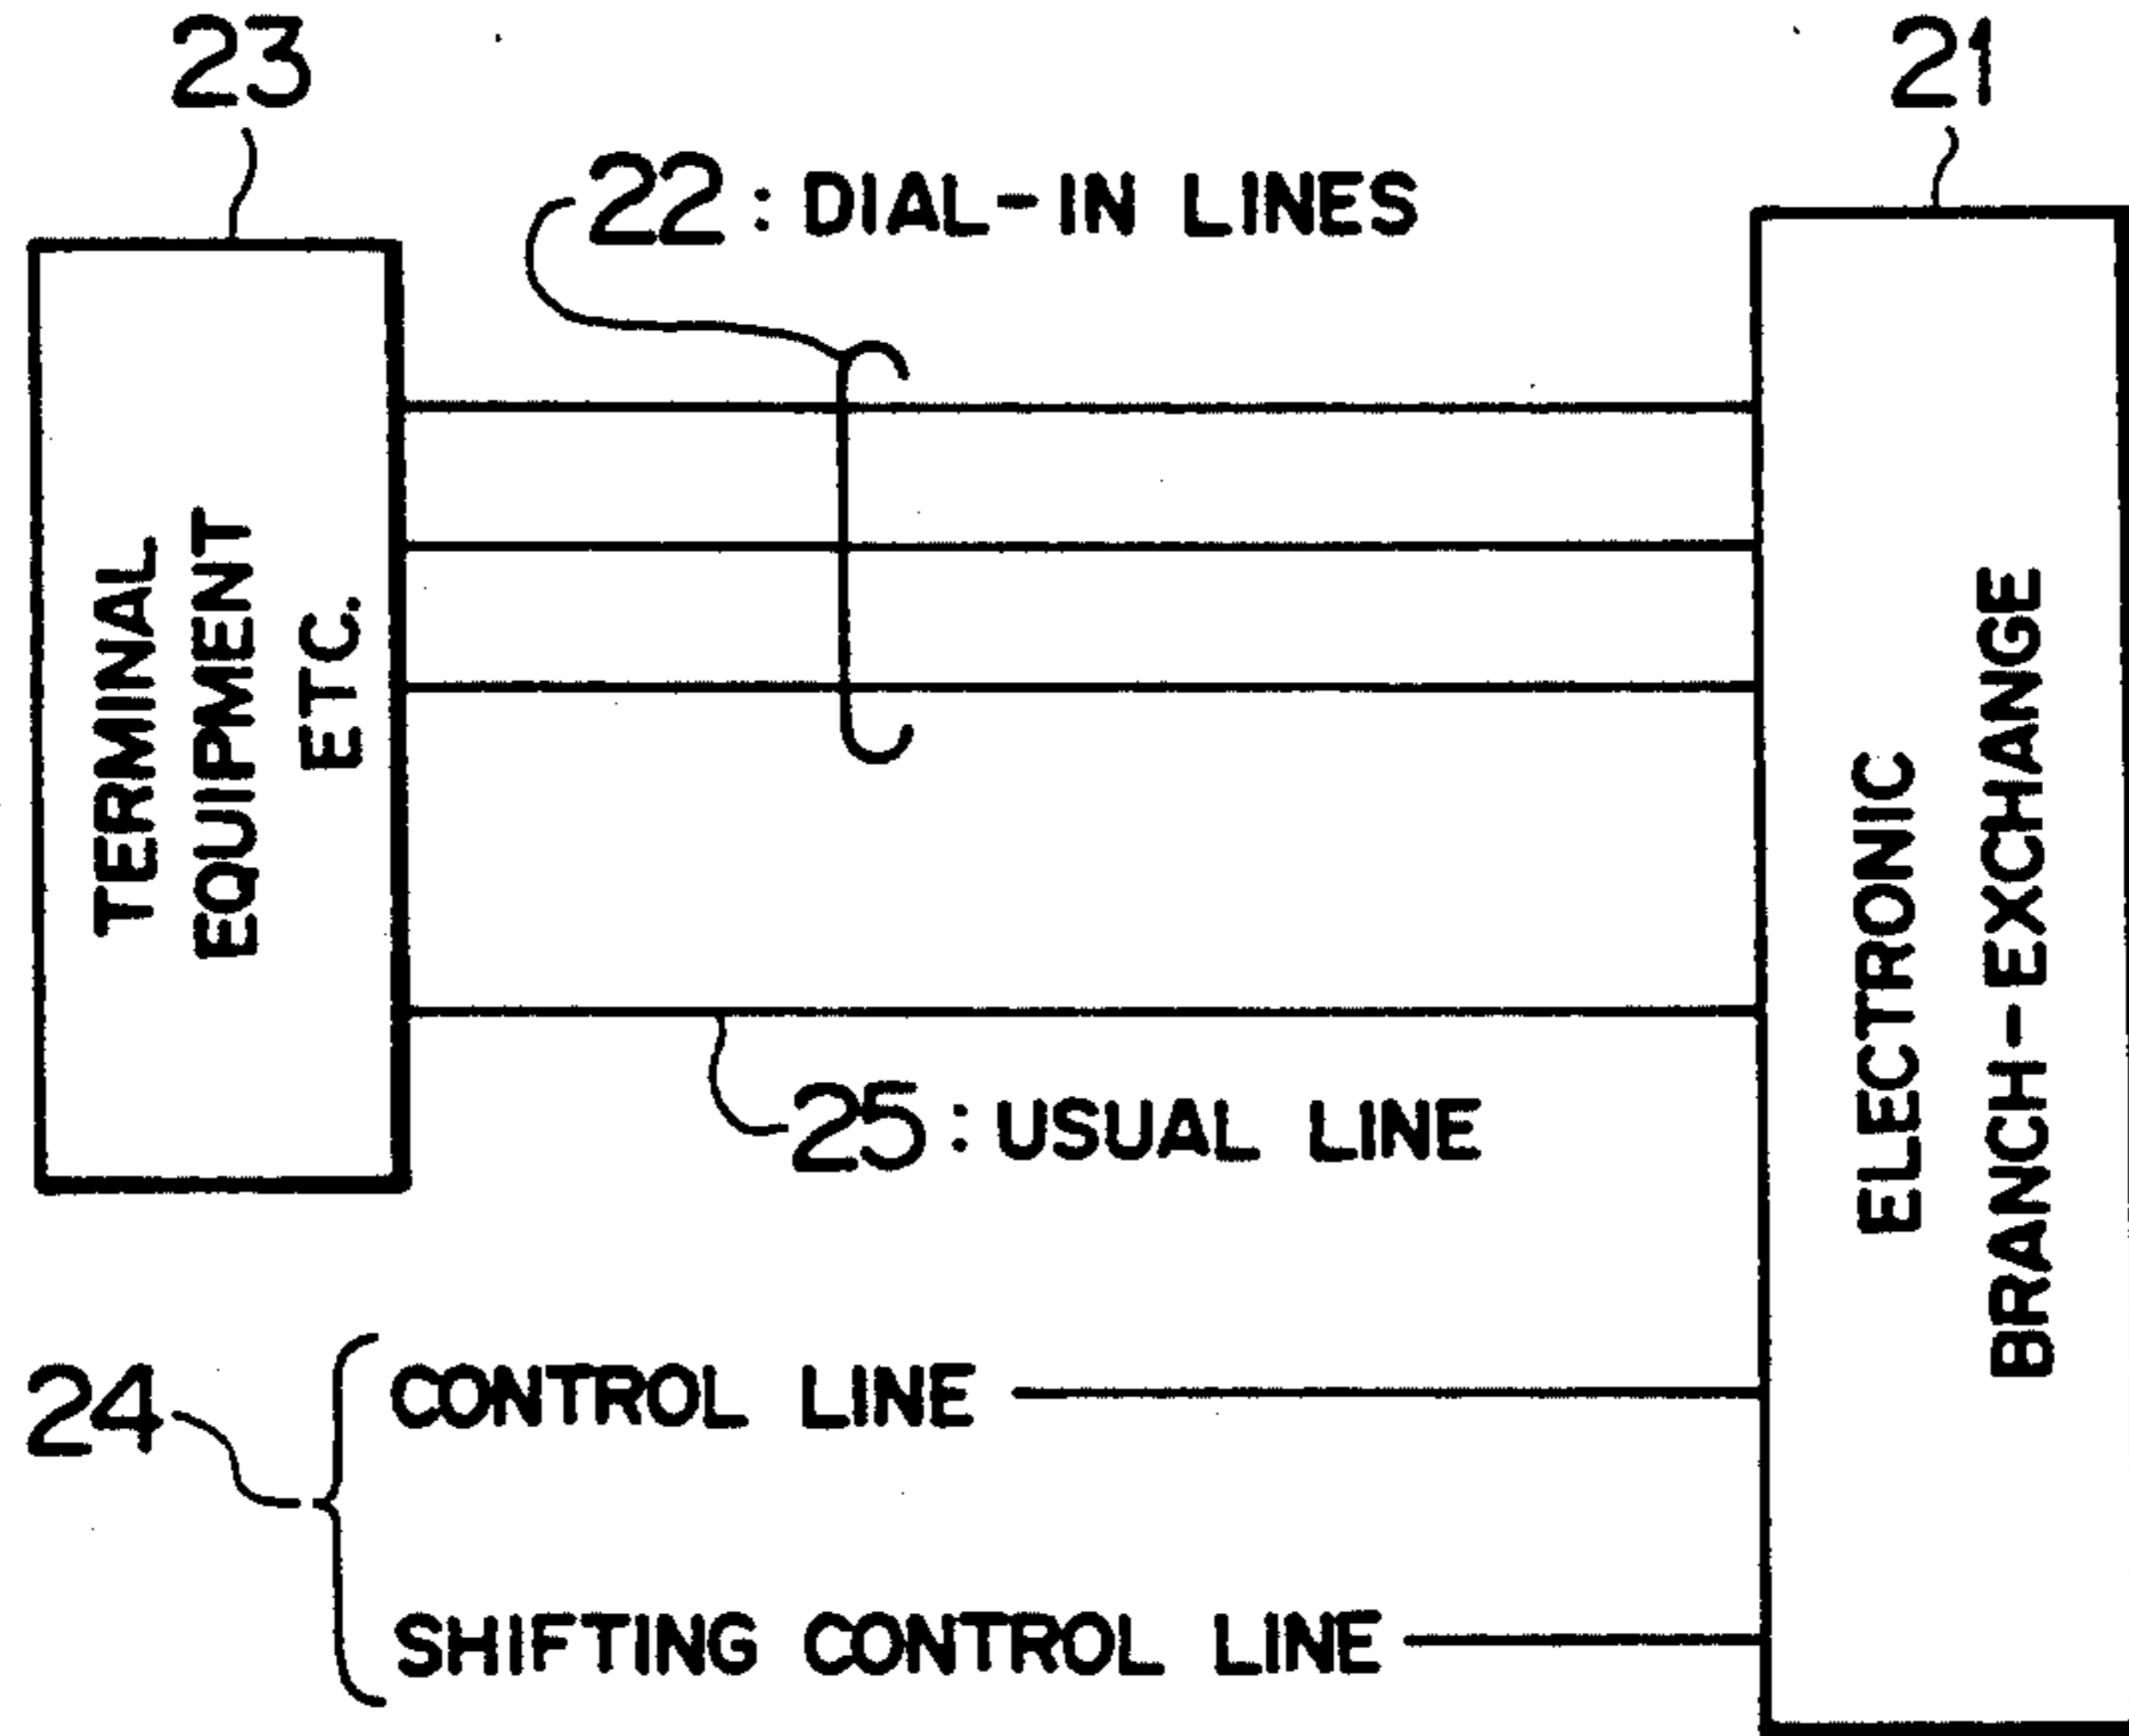 23
21
22 : DIAL-IN LINES
TERMINAL
EQUIPMENT
ETC.
ELECTRONIC
BRANCH-EXCHANGE
25 : USUAL LINE
24
CONTROL LINE
SHIFTING CONTROL LINE